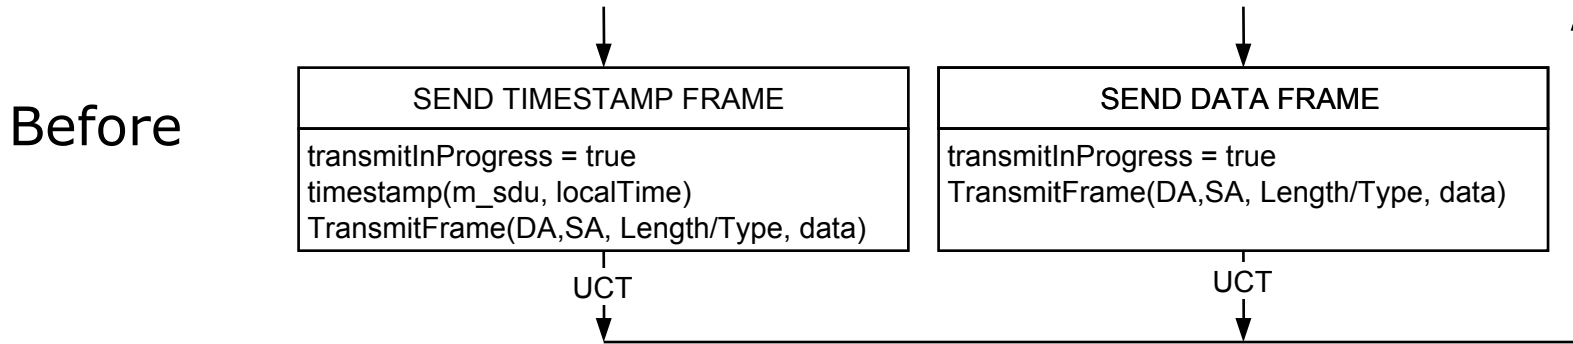 Before
SEND TIMESTAMP FRAME
transmitInProgress = true
timestamp(m_sdu, localTime)
TransmitFrame(DA,SA, Length/Type, data)
UCT
SEND DATA FRAME
transmitInProgress = true
TransmitFrame(DA,SA, Length/Type, data)
UCT